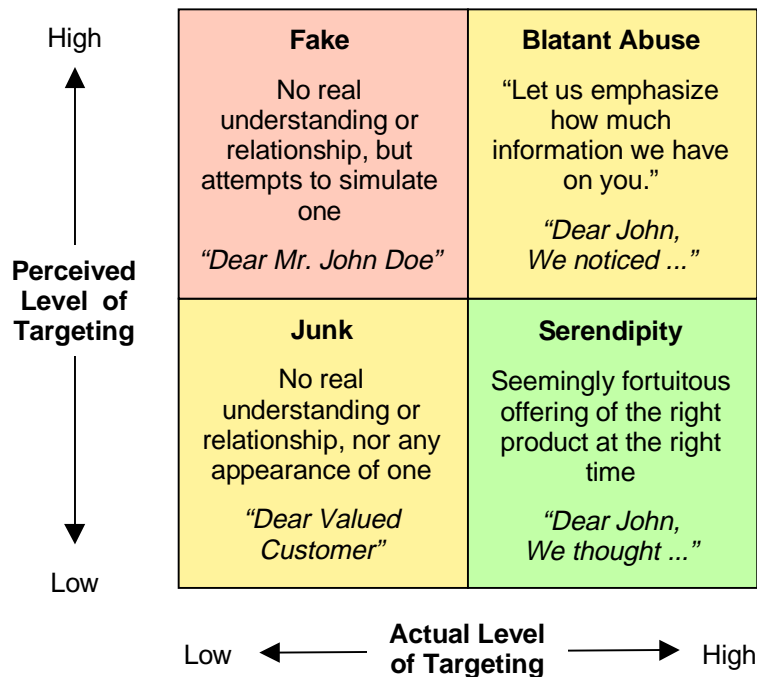 High
Fake
No real
understanding or
relationship, but
attempts to simulate
one
“Dear Mr. John Doe”
Blatant Abuse
“Let us emphasize
how much
information we have
on you.”
“Dear John,
We noticed ...”
Perceived
Level of
Targeting
Junk
No real
understanding or
relationship, nor any
appearance of one
“Dear Valued
Customer”
Serendipity
Seemingly fortuitous
offering of the right
product at the right
time
“Dear John,
We thought ...”
Low
Low
Actual Level
of Targeting
High